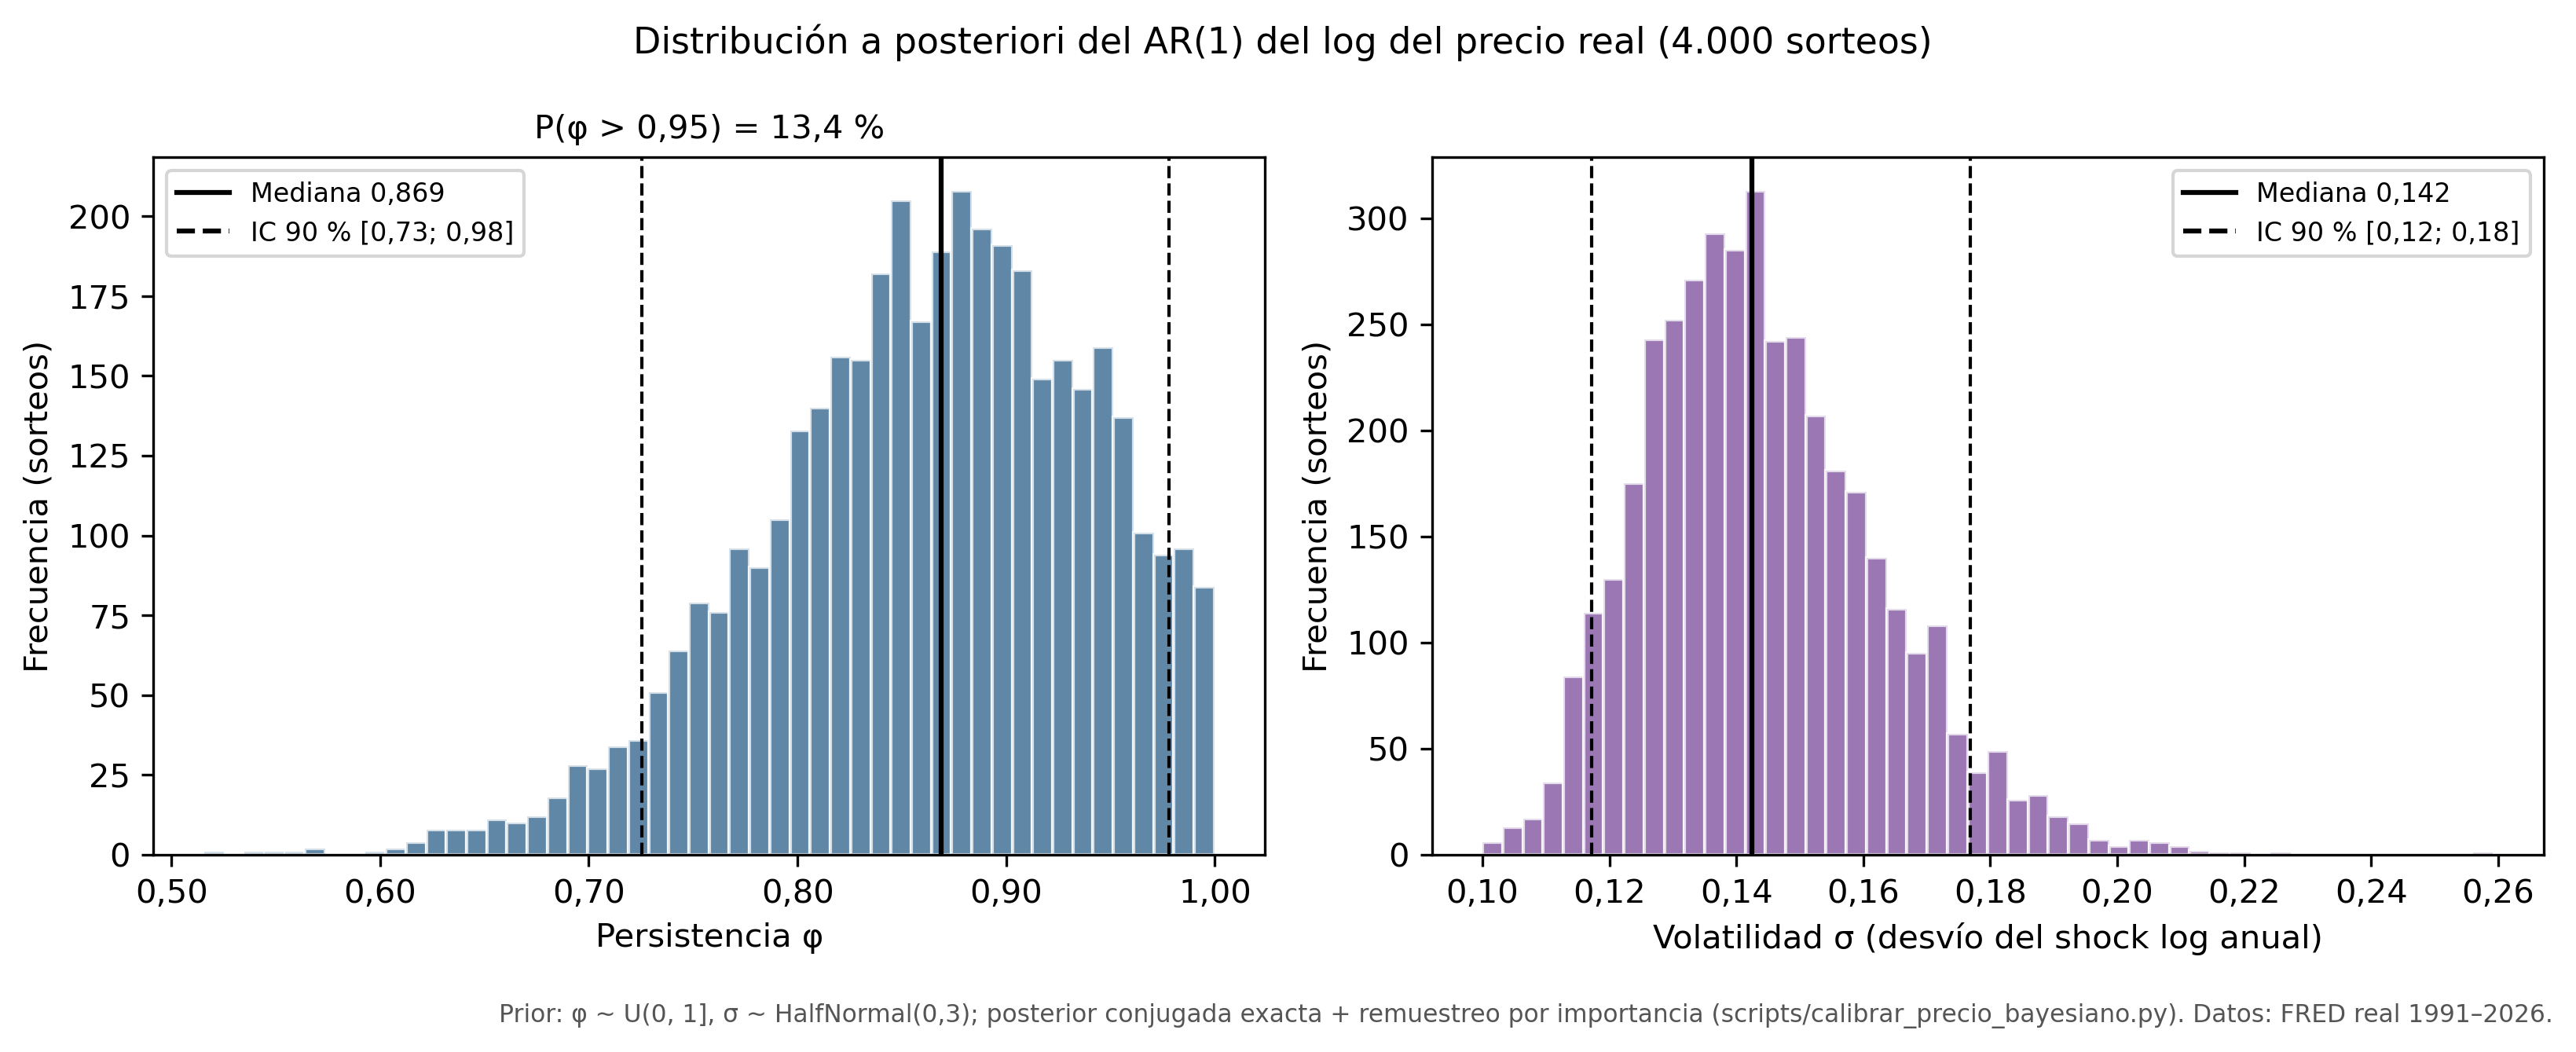 Distribución a posteriori del AR(1) del log del precio real (4.000 sorteos)
P(φ > 0,95) = 13,4 %
Mediana 0,869
IC 90 % [0,73; 0,98]
Frecuencia (sorteos)
200
175
150
125
100
75
50
25
0
0,50 0,60 0,70 0,80 0,90 1,00
Persistencia φ
Mediana 0,142
IC 90 % [0,12; 0,18]
Frecuencia (sorteos)
300
250
200
150
100
50
0
0,10 0,12 0,14 0,16 0,18 0,20 0,22 0,24 0,26
Volatilidad σ (desvío del shock log anual)
Prior: φ ~ U(0, 1], σ ~ HalfNormal(0,3); posterior conjugada exacta + remuestreo por importancia (scripts/calibrar_precio_bayesiano.py). Datos: FRED real 1991–2026.